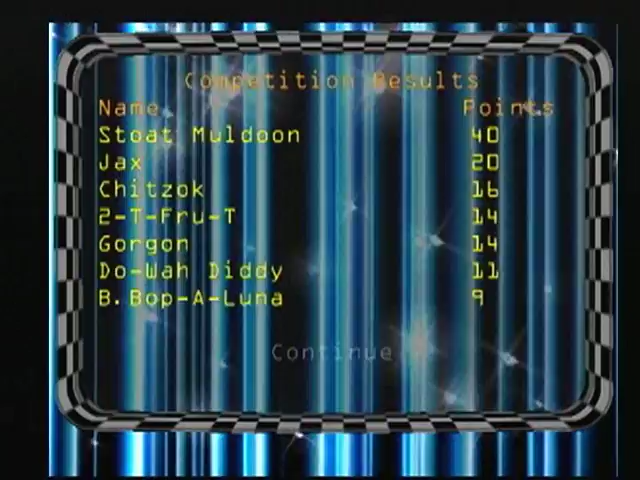 Competition Results
Name Points
Stoat Muldoon 40
Jax 20
Chitzok 16
2-T-Fru-T 14
Gorgon 14
Do-Wah Diddy 11
B.Bop-A-Luna 9
Continue